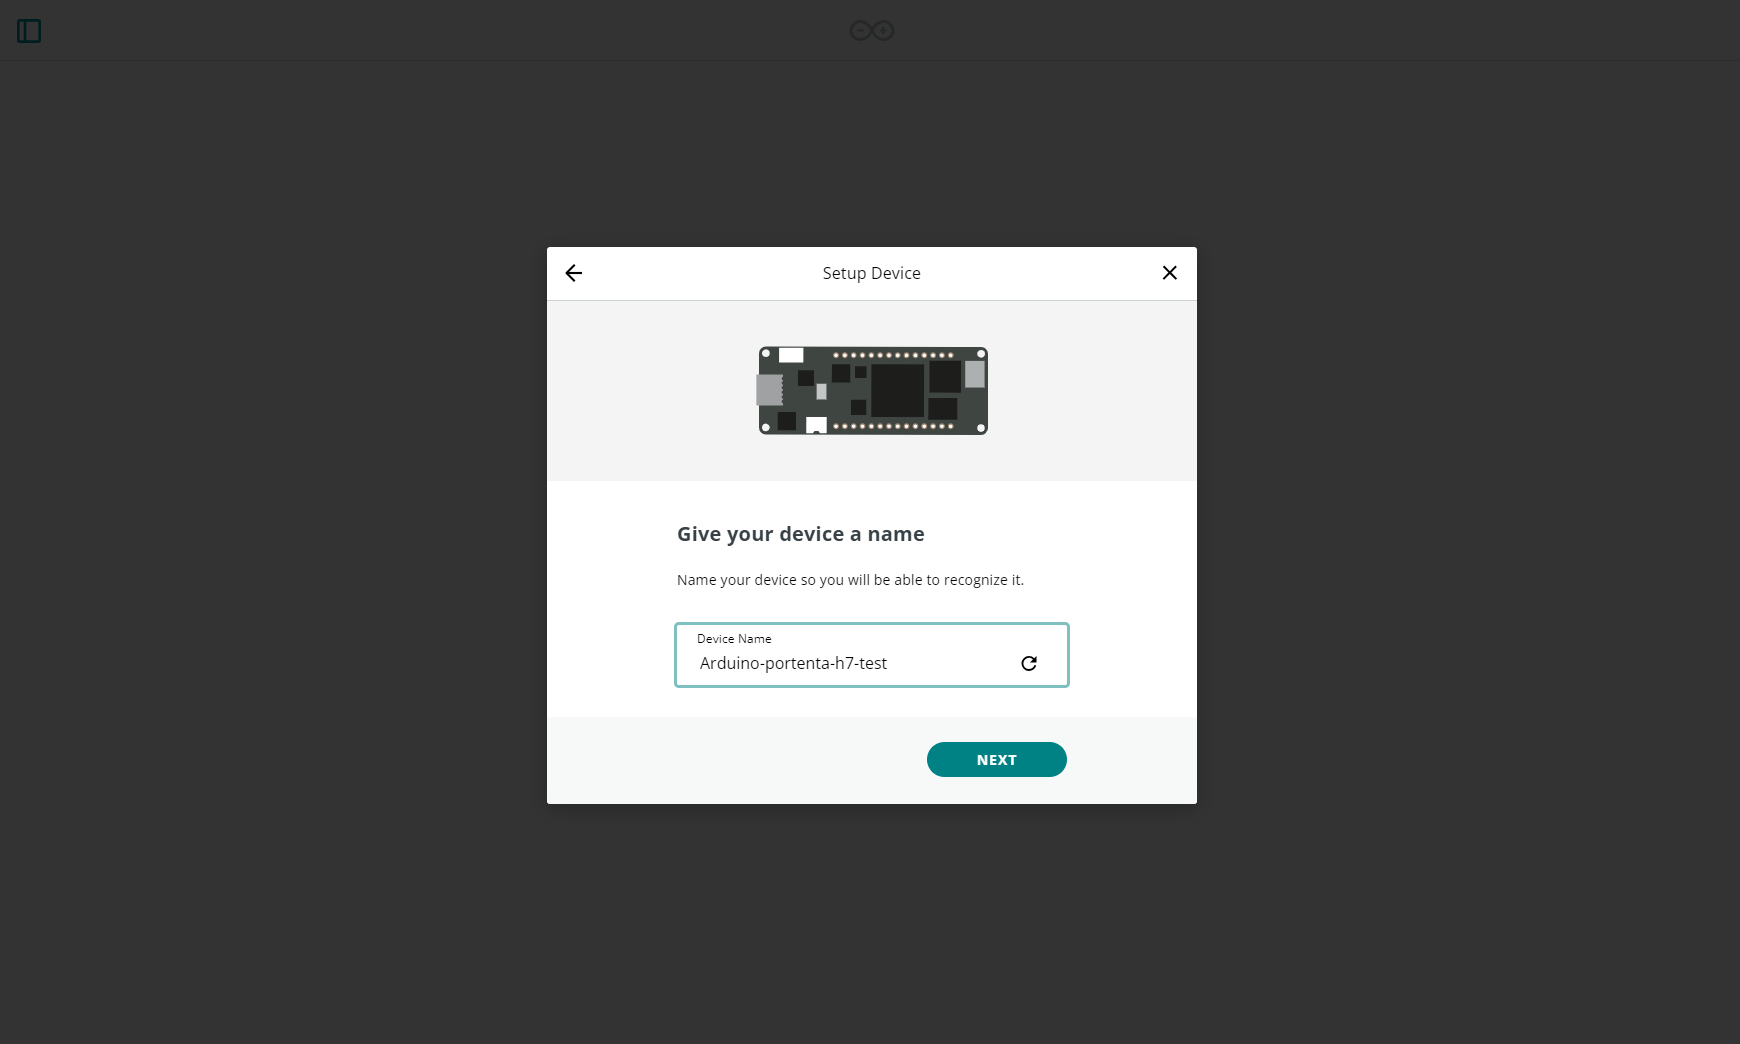 Setup Device
Give your device a name
Name your device so you will be able to recognize it.
Device Name
Arduino-portenta-h7-test
NEXT